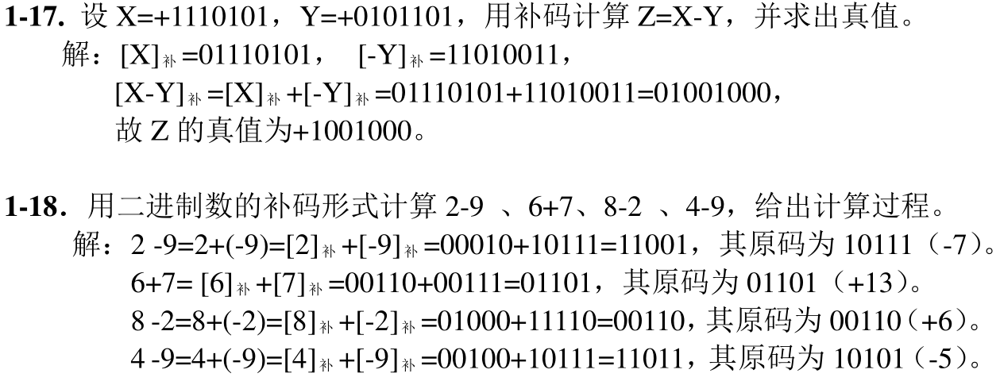 1-17. 设 X=+1110101，Y=+0101101，用补码计算 Z=X-Y，并求出真值。
解：[X]补=01110101， [-Y]补=11010011，
[X-Y]补=[X]补+[-Y]补=01110101+11010011=01001000，
故 Z 的真值为+1001000。
1-18． 用二进制数的补码形式计算 2-9 、6+7、8-2 、4-9，给出计算过程。
解：2 -9=2+(-9)=[2]补+[-9]补=00010+10111=11001，其原码为 10111（-7）。
6+7= [6]补+[7]补=00110+00111=01101，其原码为 01101（+13）。
8 -2=8+(-2)=[8]补+[-2]补=01000+11110=00110，其原码为 00110（+6）。
4 -9=4+(-9)=[4]补+[-9]补=00100+10111=11011，其原码为 10101（-5）。